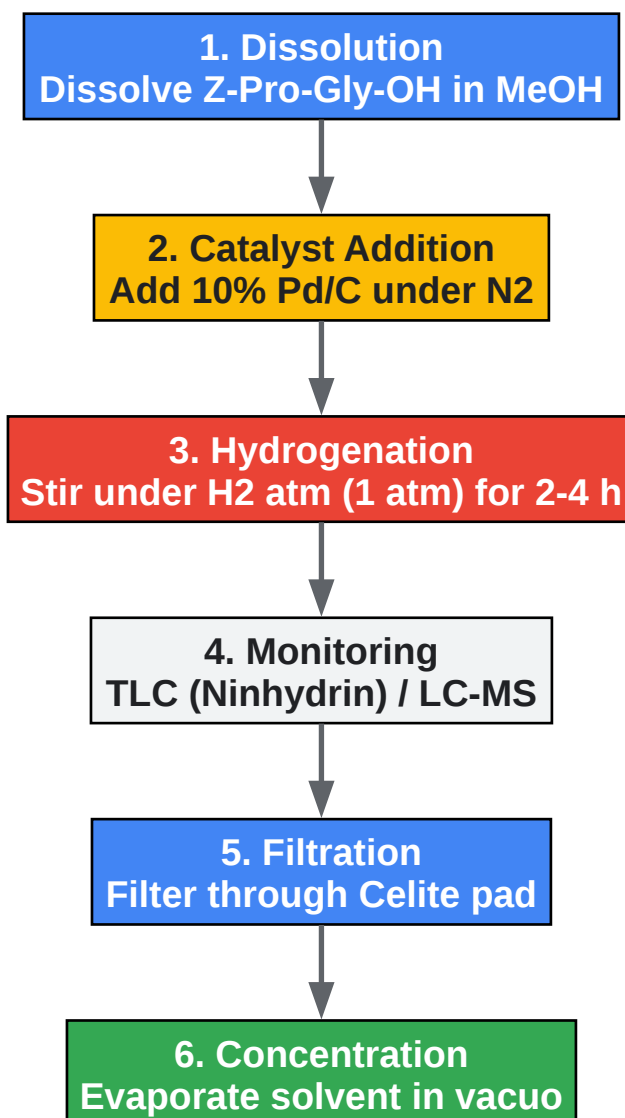 1. Dissolution
Dissolve Z-Pro-Gly-OH in MeOH
2. Catalyst Addition
Add 10% Pd/C under N2
3. Hydrogenation
Stir under H2 atm (1 atm) for 2-4 h
4. Monitoring
TLC (Ninhydrin) / LC-MS
5. Filtration
Filter through Celite pad
6. Concentration
Evaporate solvent in vacuo